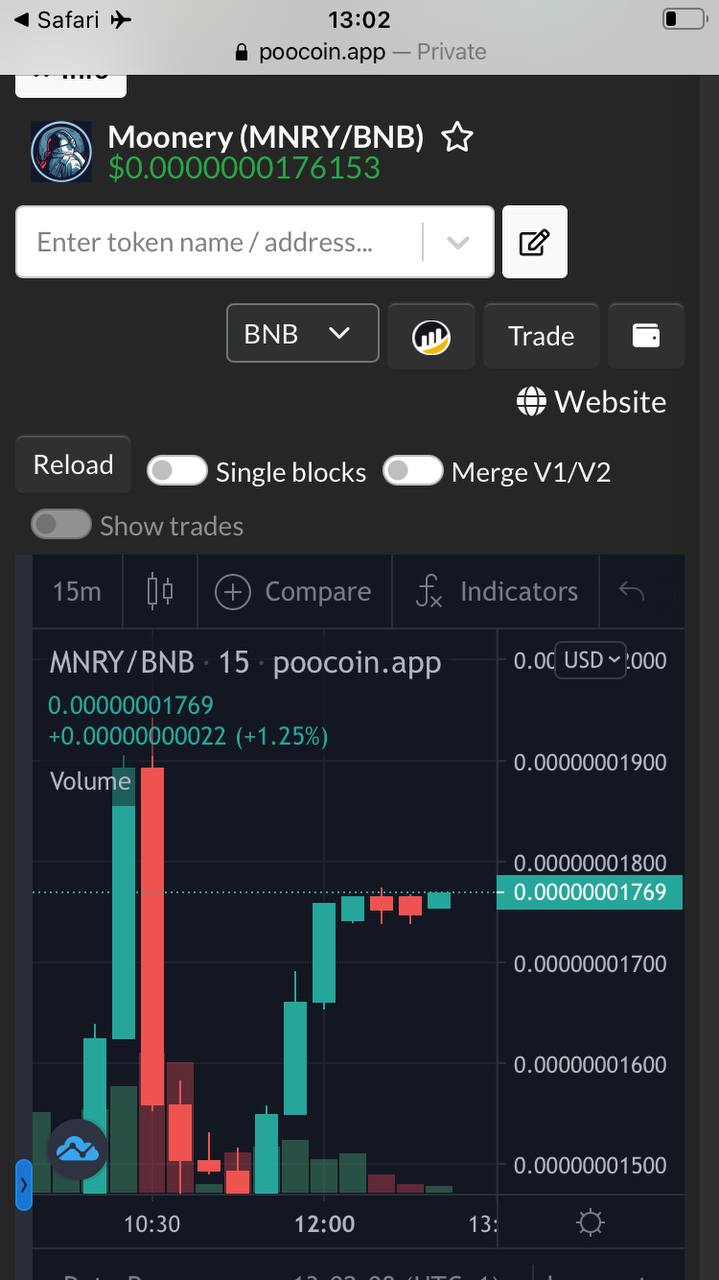 Safari
13:02
poocoin.app — Private
Info
Moonery (MNRY/BNB)
$0.0000000176153
Enter token name / address...
BNB
Trade
Website
Reload
Single blocks
Merge V1/V2
Show trades
15m
Compare
Indicators
MNRY/BNB · 15 · poocoin.app
USD
0.00000001769
+0.00000000022 (+1.25%)
Volume
0.00000001900
0.00000001800
0.00000001769
0.00000001700
0.00000001600
0.00000001500
10:30
12:00
13: